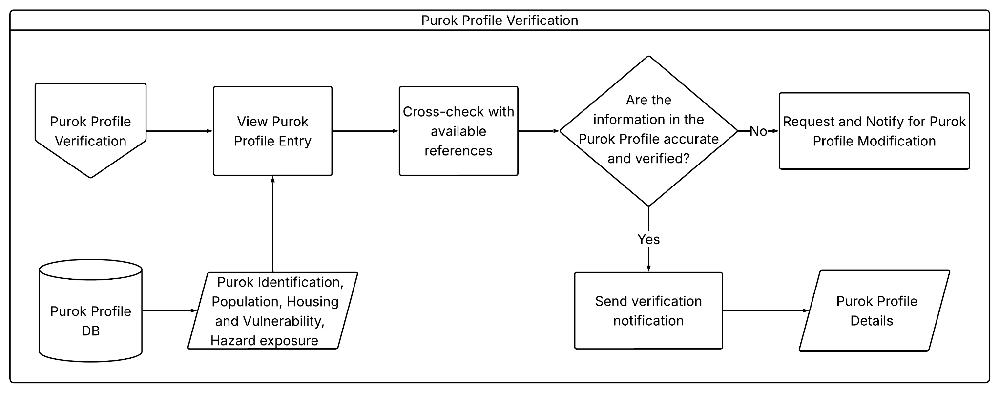 Purok Profile Verification
Purok Profile
Verification
View Purok
Profile Entry
Cross-check with
available
references
Are the
information in the
Purok Profile accurate
and verified?
No
Request and Notify for Purok
Profile Modification
Yes
Purok Profile
DB
Purok Identification,
Population, Housing
and Vulnerability,
Hazard exposure
Send verification
notification
Purok Profile
Details